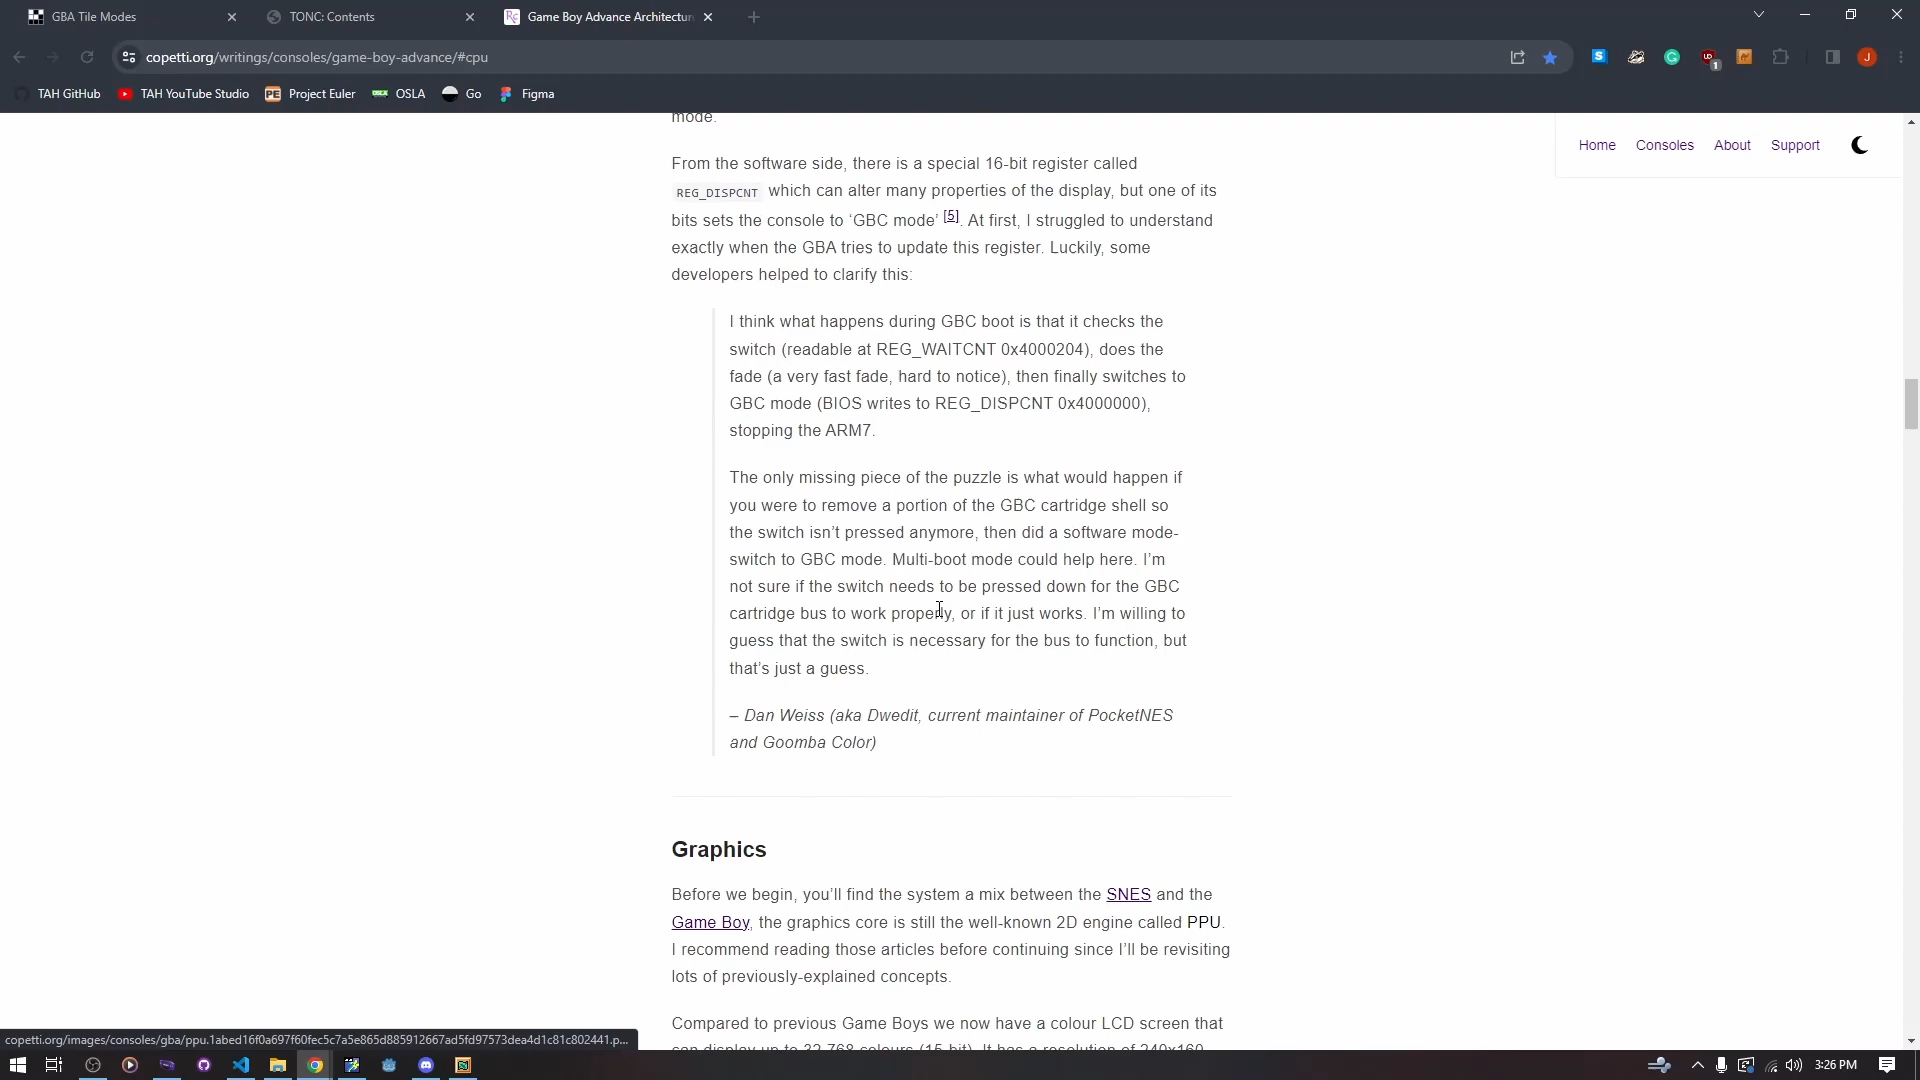 GBA Tile Modes
TONC: Contents
Game Boy Advance Architectur
copetti.org/writings/consoles/game-boy-advance/#cpu
TAH GitHub
TAH YouTube Studio
Project Euler
OSLA
Go
Figma
Home
Consoles
About
Support
mode.
From the software side, there is a special 16-bit register called
REG_DISPCNT which can alter many properties of the display, but one of its
bits sets the console to ‘GBC mode’ [5]. At first, I struggled to understand
exactly when the GBA tries to update this register. Luckily, some
developers helped to clarify this:
I think what happens during GBC boot is that it checks the
switch (readable at REG_WAITCNT 0x4000204), does the
fade (a very fast fade, hard to notice), then finally switches to
GBC mode (BIOS writes to REG_DISPCNT 0x4000000),
stopping the ARM7.
The only missing piece of the puzzle is what would happen if
you were to remove a portion of the GBC cartridge shell so
the switch isn’t pressed anymore, then did a software mode-
switch to GBC mode. Multi-boot mode could help here. I’m
not sure if the switch needs to be pressed down for the GBC
cartridge bus to work properly, or if it just works. I’m willing to
guess that the switch is necessary for the bus to function, but
that’s just a guess.
– Dan Weiss (aka Dwedit, current maintainer of PocketNES
and Goomba Color)
Graphics
Before we begin, you’ll find the system a mix between the SNES and the
Game Boy, the graphics core is still the well-known 2D engine called PPU.
I recommend reading those articles before continuing since I’ll be revisiting
lots of previously-explained concepts.
Compared to previous Game Boys we now have a colour LCD screen that
can display up to 32,768 colours (15-bit). It has a resolution of 240x160
copetti.org/images/consoles/gba/ppu.1abed16f0a697f60fec5c7a5e865d885912667ad5fd97573dea4d1c81c802441.p...
3:26 PM